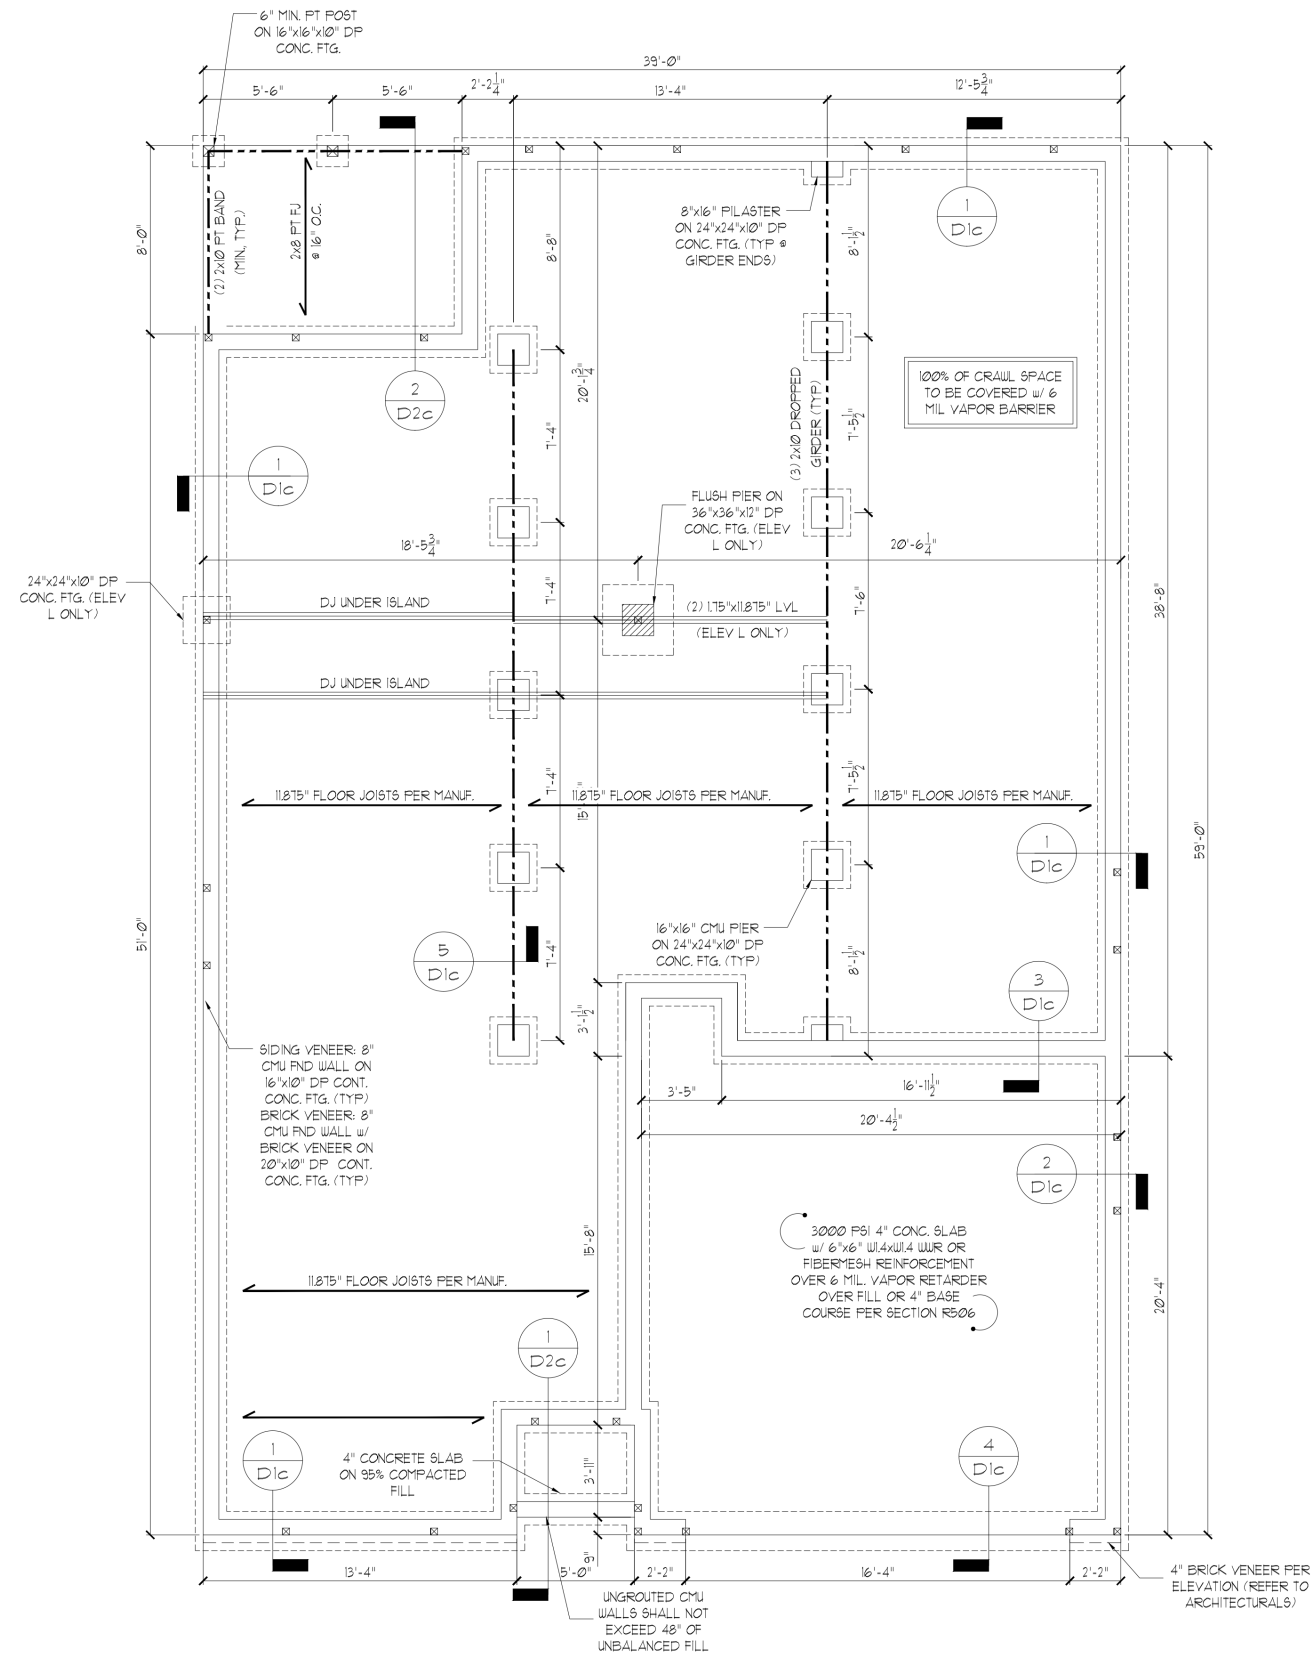 6" MIN. PT POST
ON 16"x16"x10" DP
CONC. FTG.
39'-0"
5'-6"
5'-6"
2'-2 1/4"
13'-4"
12'-5 3/4"
1
D1c
8'-0"
(2) 2x10 PT BAND
(MIN., TYP.)
2x8 PT FJ
@ 16" O.C.
8'-8"
8"x16" PILASTER
ON 24"x24"x10" DP
CONC. FTG. (TYP @
GIRDER ENDS)
8'-1 1/2"
2
D2c
20'-1 3/4"
7'-4"
(3) 2x10 DROPPED
GIRDER (TYP)
7'-5 1/2"
100% OF CRAWL SPACE
TO BE COVERED w/ 6
MIL VAPOR BARRIER
1
D1c
FLUSH PIER ON
36"x36"x12" DP
CONC. FTG. (ELEV
L ONLY)
18'-5 3/4"
20'-6 1/4"
24"x24"x10" DP
CONC. FTG. (ELEV
L ONLY)
DJ UNDER ISLAND
7'-4"
(2) 1.75"x11.875" LVL
(ELEV L ONLY)
7'-6"
38'-8"
DJ UNDER ISLAND
11.875" FLOOR JOISTS PER MANUF.
7'-4"
15'
11.875" FLOOR JOISTS PER MANUF.
7'-5 1/2"
11.875" FLOOR JOISTS PER MANUF.
59'-0"
1
D1c
51'-0"
5
D1c
7'-4"
16"x16" CMU PIER
ON 24"x24"x10" DP
CONC. FTG. (TYP)
8'-1 1/2"
3
D1c
3'-1 1/2"
SIDING VENEER: 8"
CMU FND WALL ON
16"x10" DP CONT.
CONC. FTG. (TYP)
BRICK VENEER: 8"
CMU FND WALL w/
BRICK VENEER ON
20"x10" DP CONT.
CONC. FTG. (TYP)
3'-5"
16'-11 1/2"
20'-4 1/2"
2
D1c
15'-8"
3000 PSI 4" CONC. SLAB
w/ 6"x6" W1.4xW1.4 WWR OR
FIBERMESH REINFORCEMENT
OVER 6 MIL. VAPOR RETARDER
OVER FILL OR 4" BASE
COURSE PER SECTION R506
20'-4"
11.875" FLOOR JOISTS PER MANUF.
1
D2c
1
D1c
4" CONCRETE SLAB
ON 95% COMPACTED
FILL
3'-11"
4
D1c
9"
13'-4"
5'-0"
2'-2"
16'-4"
2'-2"
4" BRICK VENEER PER
ELEVATION (REFER TO
ARCHITECTURALS)
UNGROUTED CMU
WALLS SHALL NOT
EXCEED 48" OF
UNBALANCED FILL